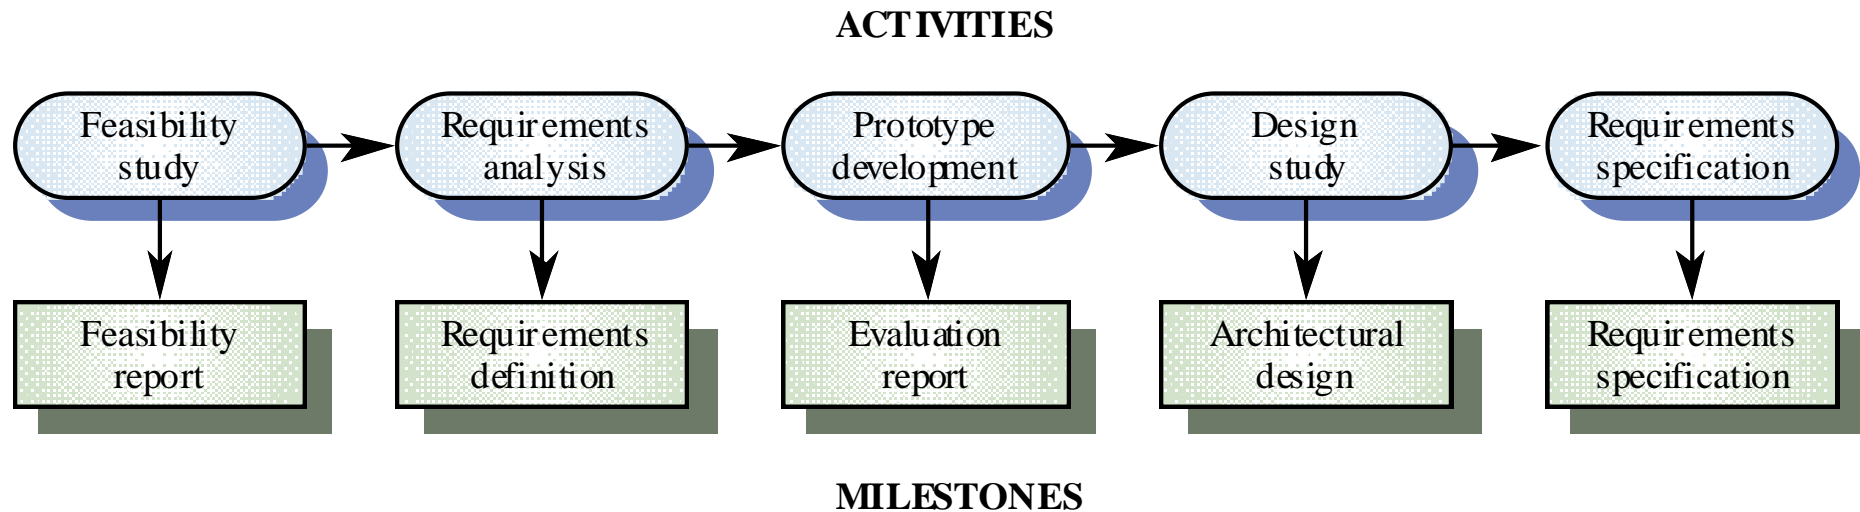 ACTIVITIES
Feasibility
study
Requirements
analysis
Prototype
development
Design
study
Requirements
specification
Feasibility
report
Requirements
definition
Evaluation
report
Architectural
design
Requirements
specification
MILESTONES